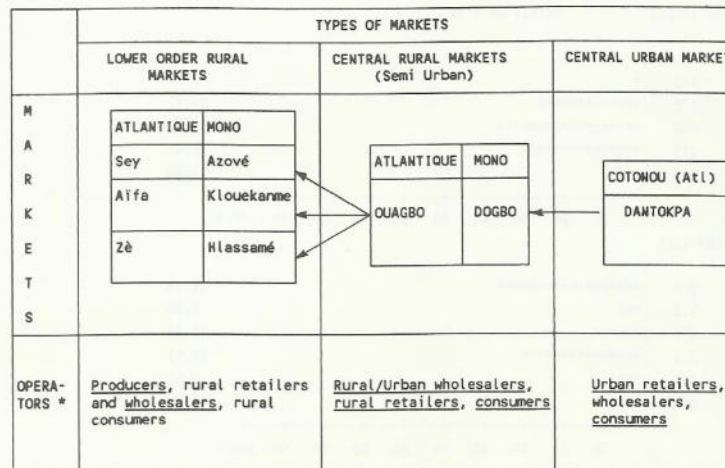 TYPES OF MARKETS
LOWER ORDER RURAL
MARKETS
CENTRAL RURAL MARKETS
(Semi Urban)
CENTRAL URBAN MARKET
M
A
R
K
E
T
S
ATLANTIQUE MONO
Sey Azové
Aïfa Klouekanme
Zè Hlassamé
ATLANTIQUE MONO
OUAGBO DOGBO
COTONOU (Atl)
DANTOKPA
OPERA-
TORS *
Producers, rural retailers
and wholesalers, rural
consumers
Rural/Urban wholesalers,
rural retailers, consumers
Urban retailers,
wholesalers,
consumers